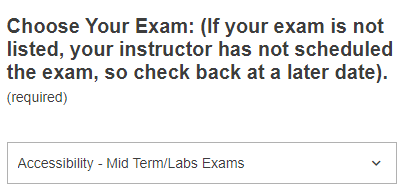 Choose Your Exam: (If your exam is not
listed, your instructor has not scheduled
the exam, so check back at a later date).
(required)
Accessibility - Mid Term/Labs Exams